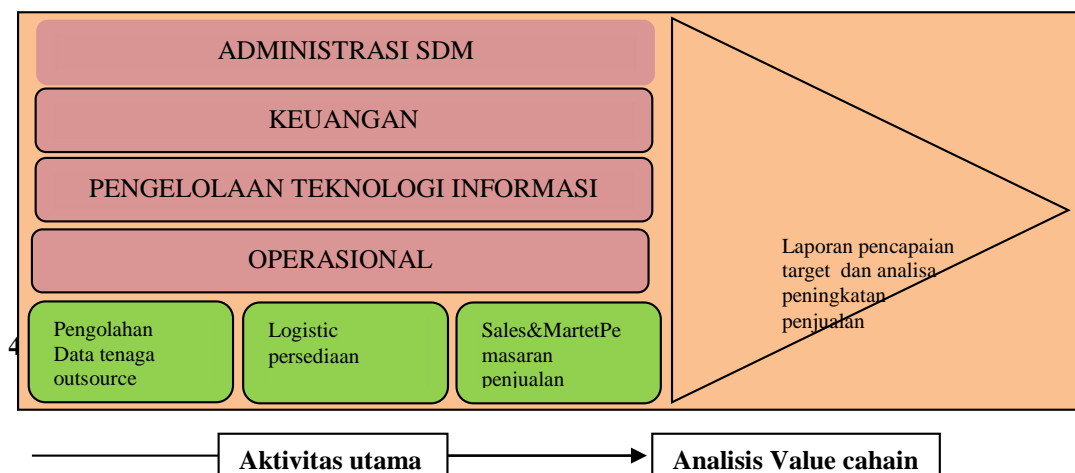 ADMINISTRASI SDM
KEUANGAN
PENGELOLAAN TEKNOLOGI INFORMASI
OPERASIONAL
Laporan pencapaian
target dan analisa
peningkatan
penjualan
4
Pengolahan
Data tenaga
outsource
Logistic
persediaan
Sales&MartetPe
masaran
penjualan
Aktivitas utama
Analisis Value cahain